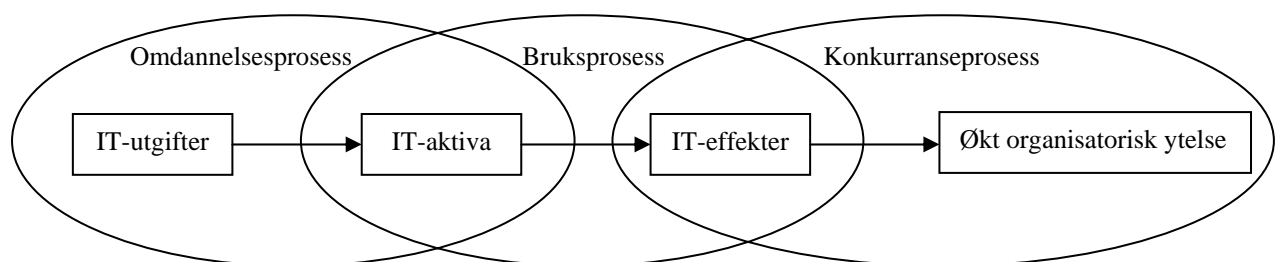 Omdannelsesprosess Bruksprosess Konkurranseprosess
IT-utgifter IT-aktiva IT-effekter Økt organisatorisk ytelse